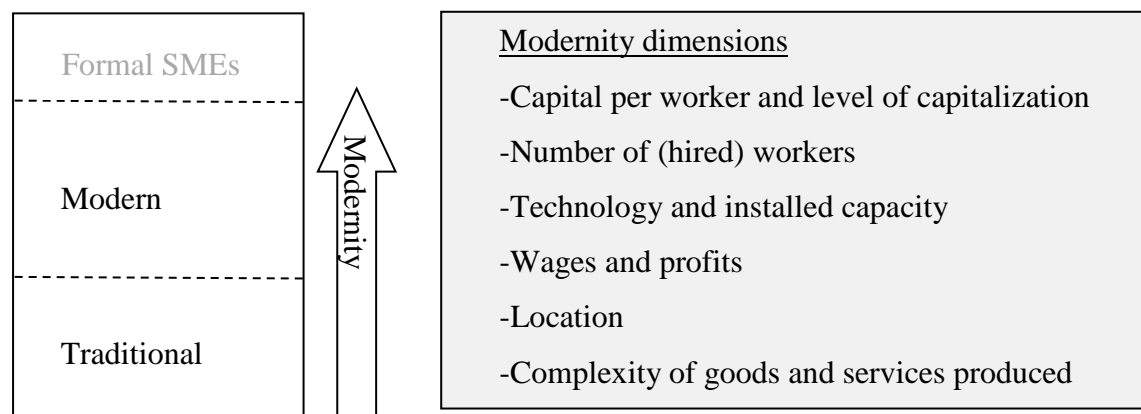 Formal SMEs
Modern
Traditional
Modernity
Modernity dimensions
-Capital per worker and level of capitalization
-Number of (hired) workers
-Technology and installed capacity
-Wages and profits
-Location
-Complexity of goods and services produced